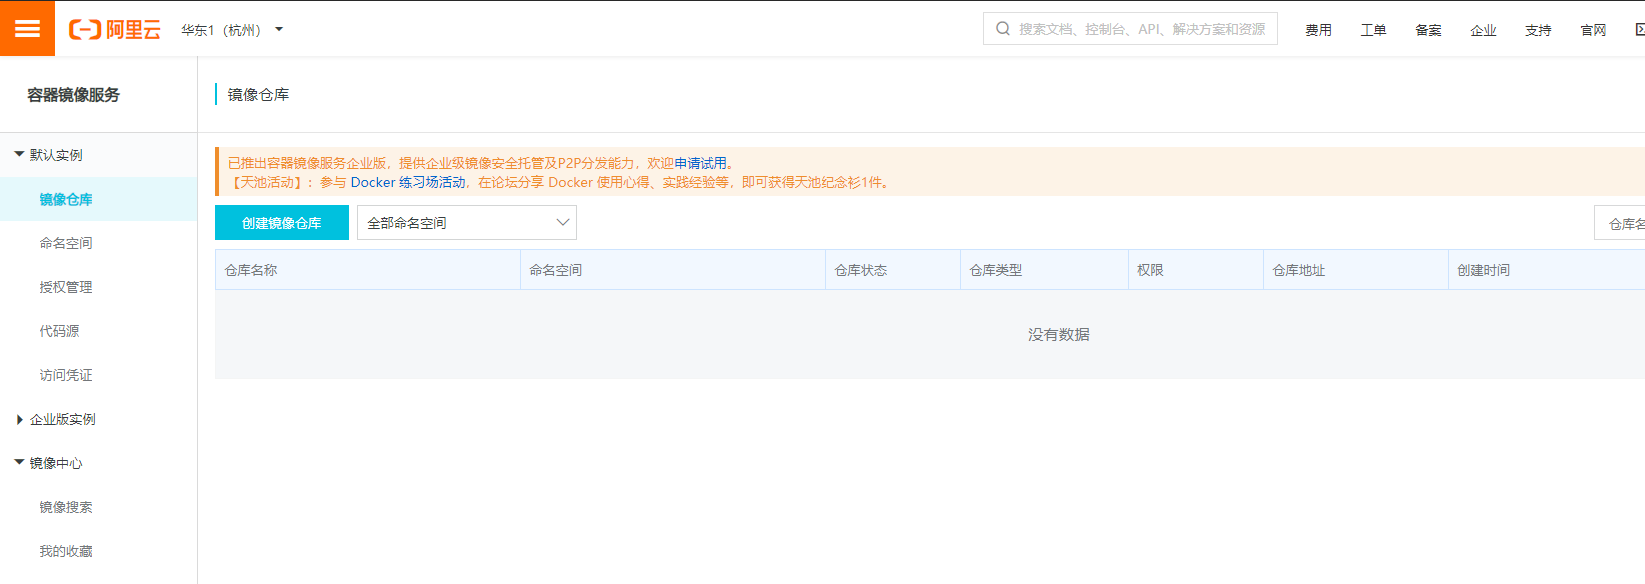 阿里云 华东1（杭州） 搜索文档、控制台、API、解决方案和资源 费用 工单 备案 企业 支持 官网
容器镜像服务
镜像仓库
默认实例
镜像仓库
命名空间
授权管理
代码源
访问凭证
企业版实例
镜像中心
镜像搜索
我的收藏
已推出容器镜像服务企业版，提供企业级镜像安全托管及P2P分发能力，欢迎申请试用。
【天池活动】：参与 Docker 练习场活动，在论坛分享 Docker 使用心得、实践经验等，即可获得天池纪念衫1件。
创建镜像仓库 全部命名空间 仓库名
仓库名称 命名空间 仓库状态 仓库类型 权限 仓库地址 创建时间
没有数据